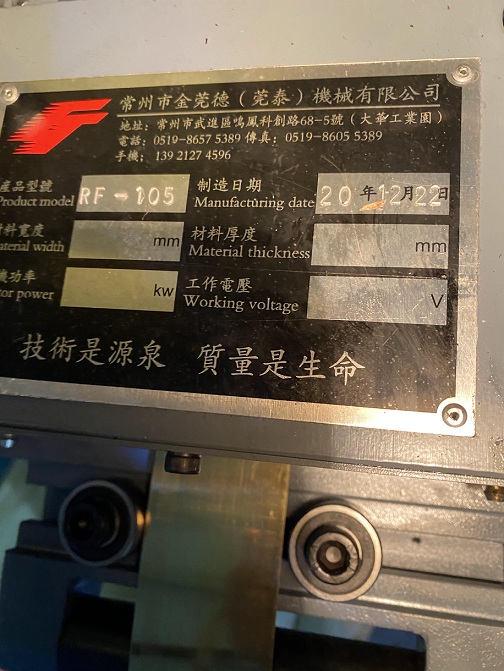 常州市金莞德（莞泰）機械有限公司
地址：常州市武進區鳴鳳科創路68-5號（大華工業園）
電話：0519-8657 5389 傳真：0519-8605 5389
手機：139 2127 4596
產品型號 制造日期
Product model RF-105 Manufacturing date 20年12月22日
材料寬度 mm 材料厚度 mm
Material width Material thickness
機功率 kw 工作電壓 V
tor power Working voltage
技術是源泉 質量是生命